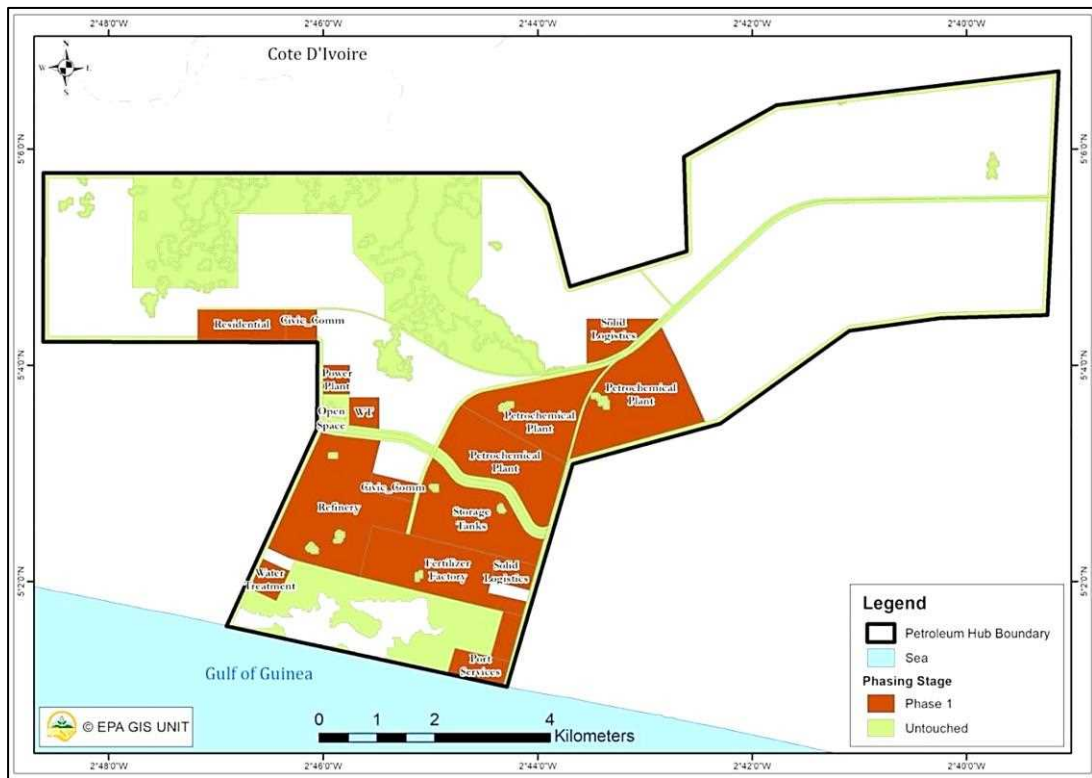 2°48'0"W
2°46'0"W
2°44'0"W
2°42'0"W
2°40'0"W
N
W E
S
Cote D'Ivoire
5°6'0"N
5°6'0"N
Residential
Civic_Comm
Solid
Logistics
5°4'0"N
5°4'0"N
Power
Plant
Petrochemical
Plant
Open
Space
WT
Petrochemical
Plant
Petrochemical
Plant
Civic_Comm
Refinery
Storage
Tanks
Water
Treatment
Fertilizer
Factory
Solid
Logistics
5°2'0"N
5°2'0"N
Port
Services
Gulf of Guinea
Legend
Petroleum Hub Boundary
Sea
Phasing Stage
Phase 1
Untouched
© EPA GIS UNIT
0 1 2 4
Kilometers
2°48'0"W
2°46'0"W
2°44'0"W
2°42'0"W
2°40'0"W